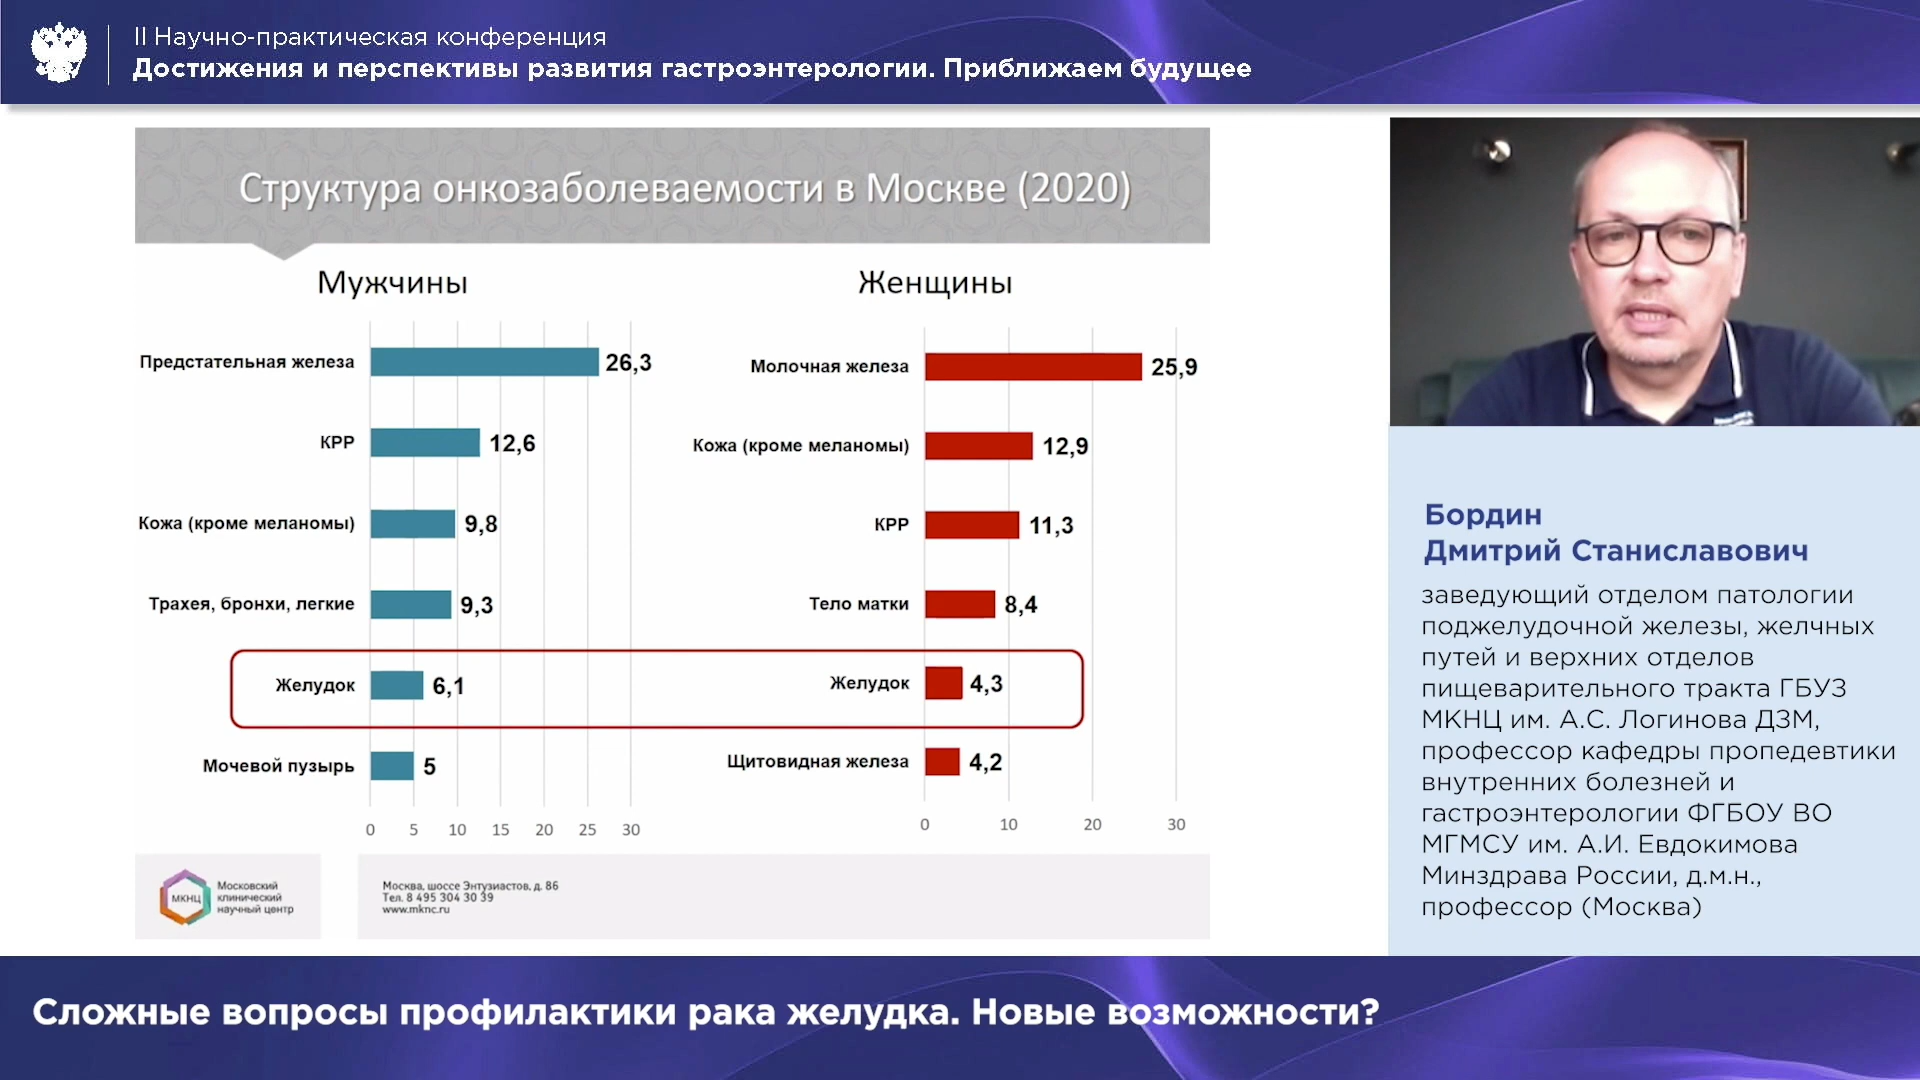 II Научно-практическая конференция
Достижения и перспективы развития гастроэнтерологии. Приближаем будущее
Структура онкозаболеваемости в Москве (2020)
Мужчины
Предстательная железа 26,3
КРР 12,6
Кожа (кроме меланомы) 9,8
Трахея, бронхи, легкие 9,3
Желудок 6,1
Мочевой пузырь 5
0 5 10 15 20 25 30
Женщины
Молочная железа 25,9
Кожа (кроме меланомы) 12,9
КРР 11,3
Тело матки 8,4
Желудок 4,3
Щитовидная железа 4,2
0 10 20 30
МКНЦ
Московский
клинический
научный центр
Москва, шоссе Энтузиастов, д. 86
Тел. 8 495 304 30 39
www.mknc.ru
Бордин
Дмитрий Станиславович
заведующий отделом патологии
поджелудочной железы, желчных
путей и верхних отделов
пищеварительного тракта ГБУЗ
МКНЦ им. А.С. Логинова ДЗМ,
профессор кафедры пропедевтики
внутренних болезней и
гастроэнтерологии ФГБОУ ВО
МГМСУ им. А.И. Евдокимова
Минздрава России, д.м.н.,
профессор (Москва)
Сложные вопросы профилактики рака желудка. Новые возможности?